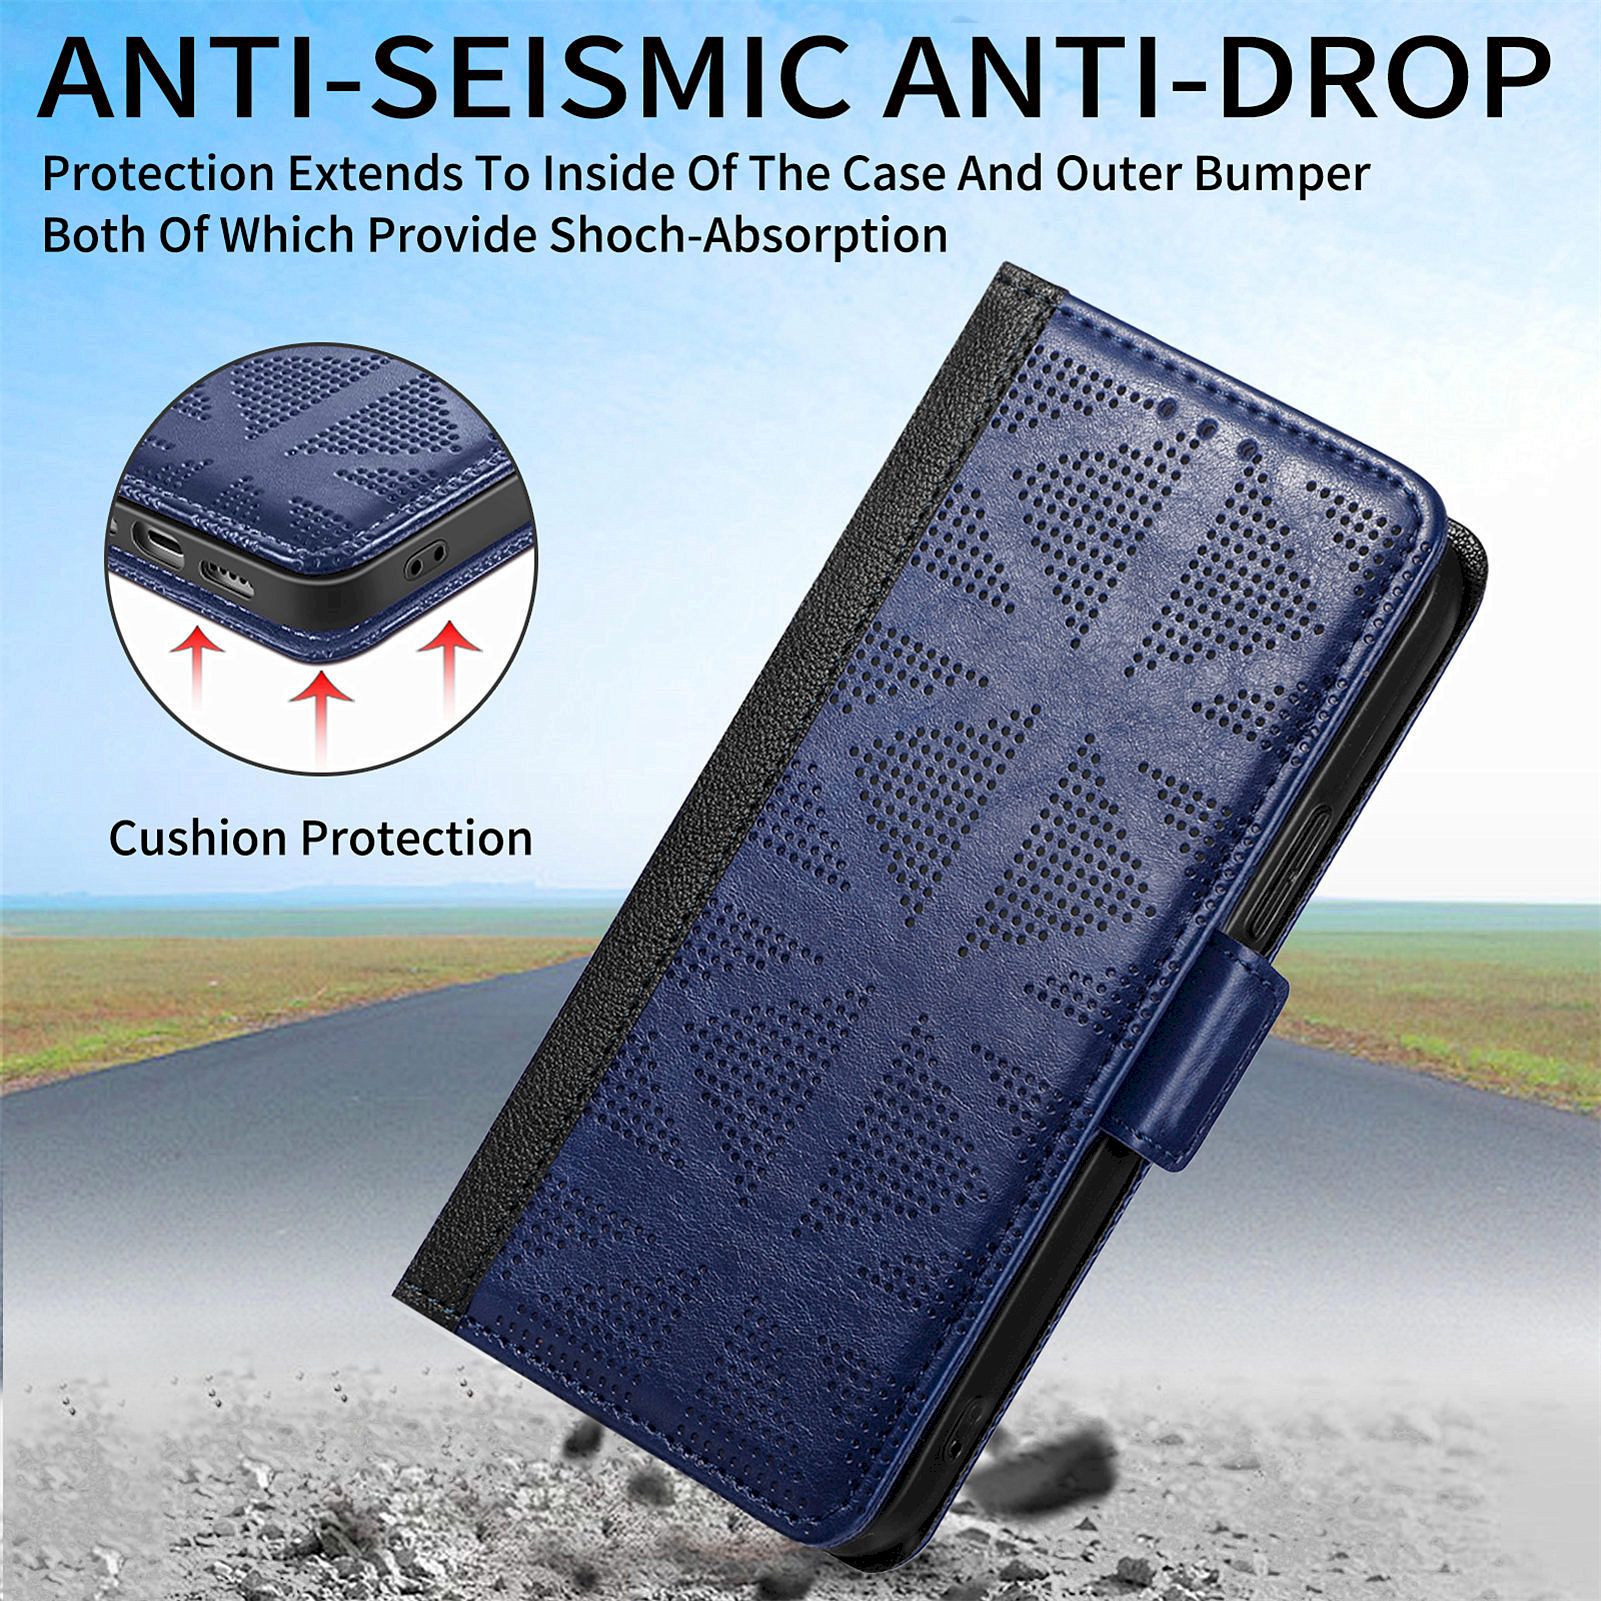 ANTI-SEISMIC ANTI-DROP
Protection Extends To Inside Of The Case And Outer Bumper
Both Of Which Provide Shoch-Absorption
Cushion Protection